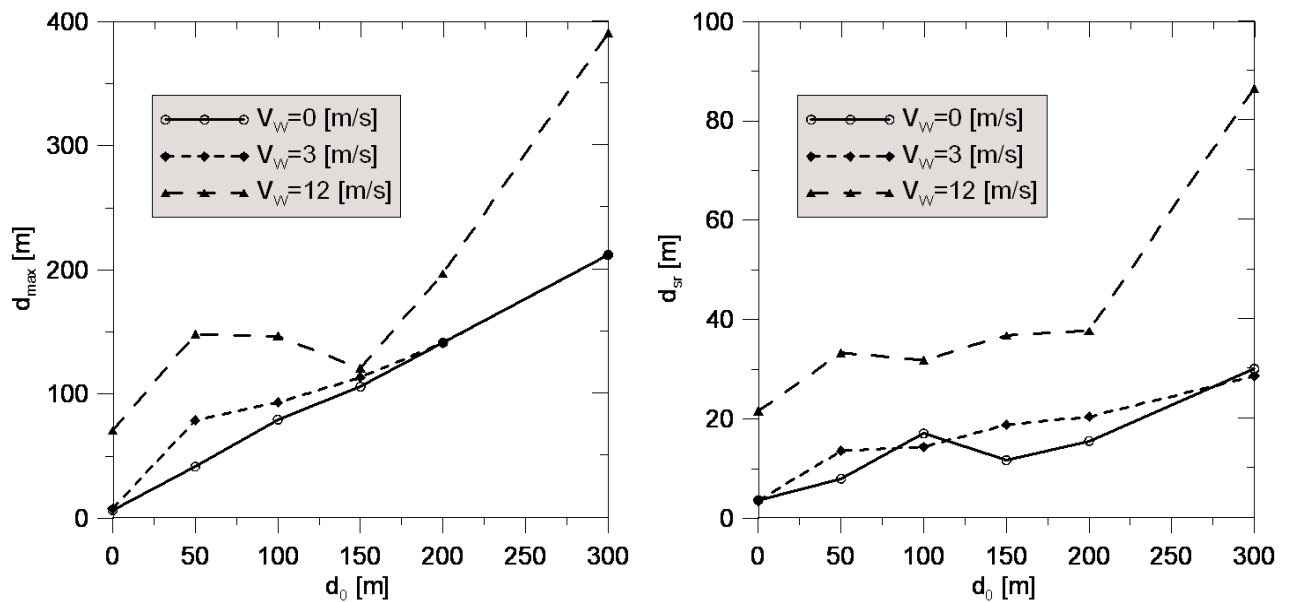 400
300
200
100
0
d_max [m]
V_W=0 [m/s]
V_W=3 [m/s]
V_W=12 [m/s]
0 50 100 150 200 250 300
d_0 [m]
100
80
60
40
20
0
d_sr [m]
V_W=0 [m/s]
V_W=3 [m/s]
V_W=12 [m/s]
0 50 100 150 200 250 300
d_0 [m]